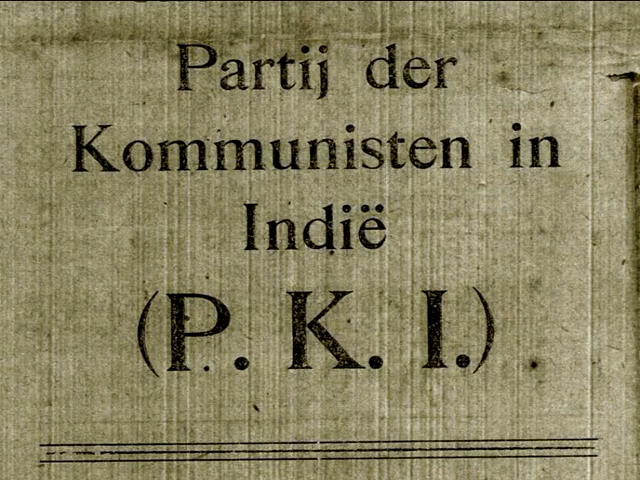 Partij der
Kommunisten in
Indië
(P. K. I.)